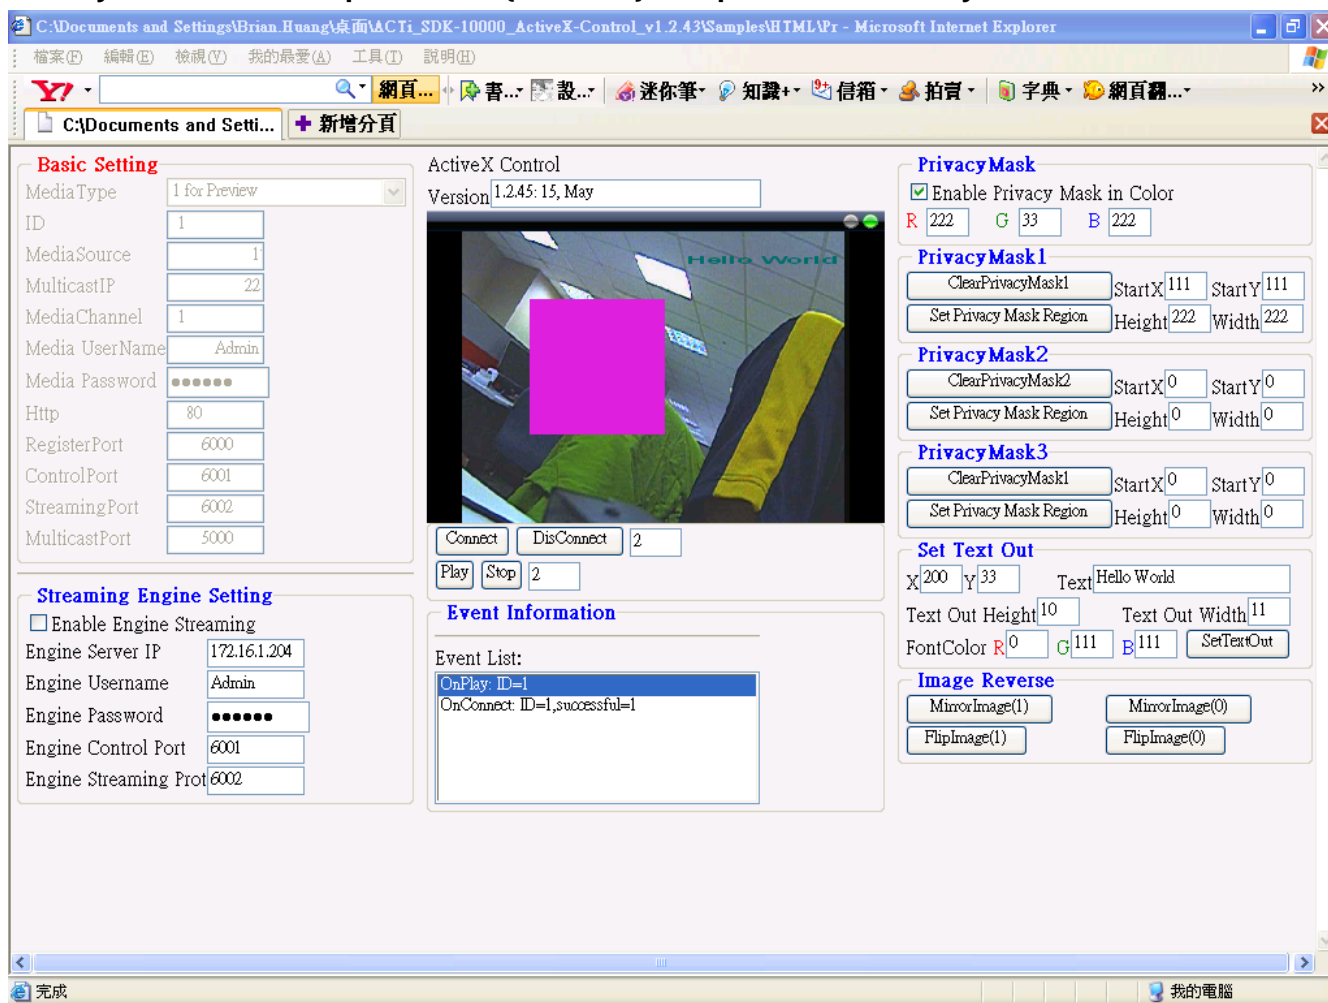 C:\Documents and Settings\Brian.Huang\桌面\ACTi_SDK-10000_ActiveX-Control_v1.2.43\Samples\HTML\Pr - Microsoft Internet Explorer
檔案(F) 編輯(E) 檢視(V) 我的最愛(A) 工具(T) 說明(H)
Y! 網頁... 書... 設... 迷你筆 知識+ 信箱 拍賣 字典 網頁翻... »
C:\Documents and Setti... 新增分頁
Basic Setting
MediaType 1 for Preview
ID 1
MediaSource
MulticastIP 22
MediaChannel 1
Media UserName Admin
Media Password ●●●●●●
Http 80
RegisterPort 6000
ControlPort 6001
StreamingPort 6002
MulticastPort 5000
Streaming Engine Setting
Enable Engine Streaming
Engine Server IP 172.16.1.204
Engine Username Admin
Engine Password ●●●●●●
Engine Control Port 6001
Engine Streaming Prot 6002
ActiveX Control
Version 1.2.45: 15, May
Hello World
Connect DisConnect 2
Play Stop 2
Event Information
Event List:
OnPlay: ID=1
OnConnect: ID=1,successful=1
PrivacyMask
Enable Privacy Mask in Color
R 222 G 33 B 222
PrivacyMask1
ClearPrivacyMask1 StartX 111 StartY 111
Set Privacy Mask Region Height 222 Width 222
PrivacyMask2
ClearPrivacyMask2 StartX 0 StartY 0
Set Privacy Mask Region Height 0 Width 0
PrivacyMask3
ClearPrivacyMask1 StartX 0 StartY 0
Set Privacy Mask Region Height 0 Width 0
Set Text Out
X 200 Y 33 Text Hello World
Text Out Height 10 Text Out Width 11
FontColor R 0 G 111 B 111 SetTextOut
Image Reverse
MirrorImage(1) MirrorImage(0)
FlipImage(1) FlipImage(0)
完成 我的電腦